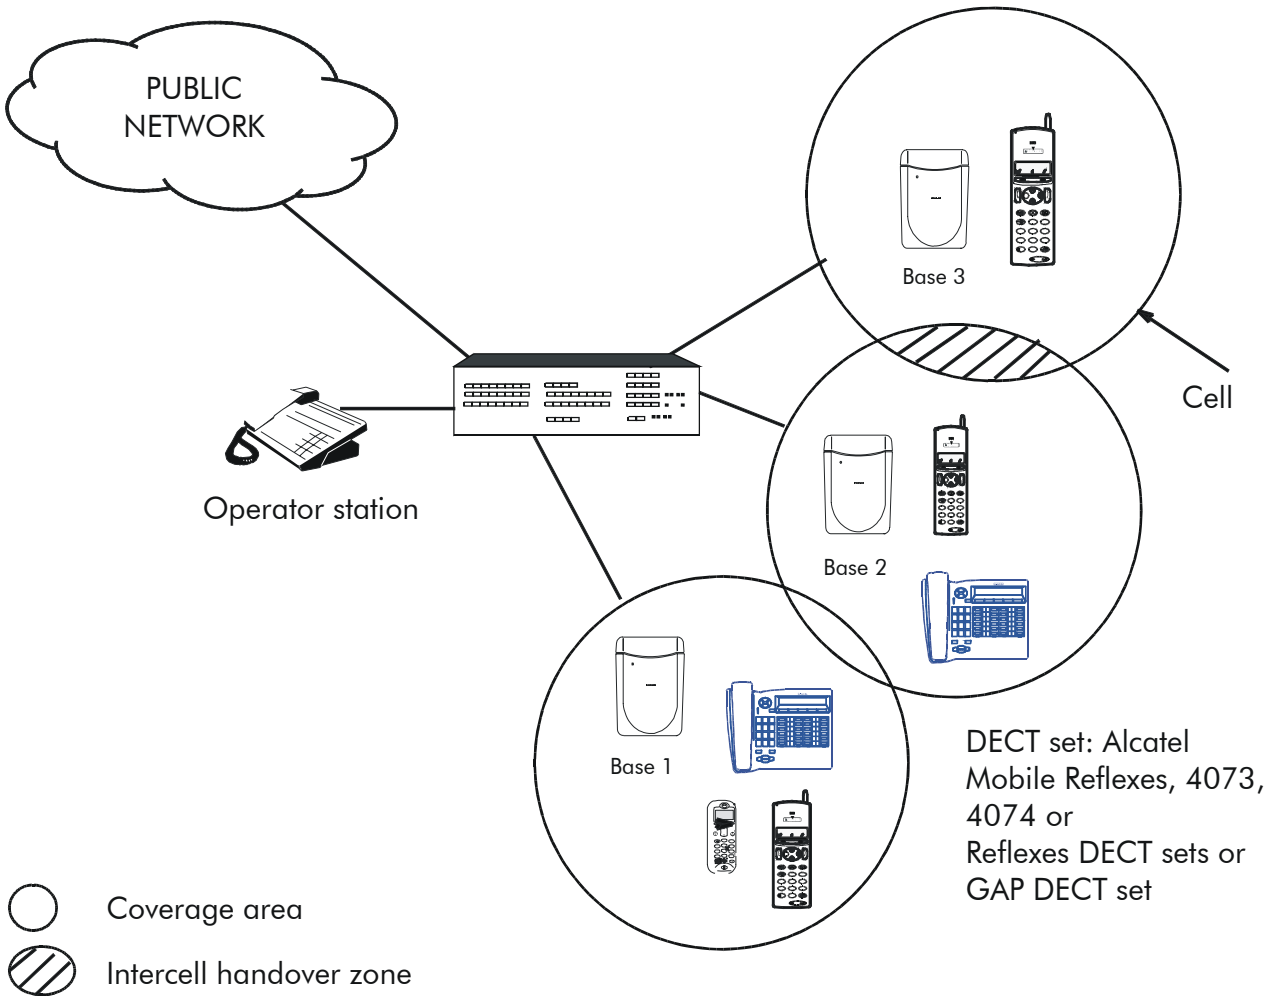 PUBLIC
NETWORK
Base 3
Cell
Operator station
Base 2
Base 1
DECT set: Alcatel
Mobile Reflexes, 4073,
4074 or
Reflexes DECT sets or
GAP DECT set
Coverage area
Intercell handover zone